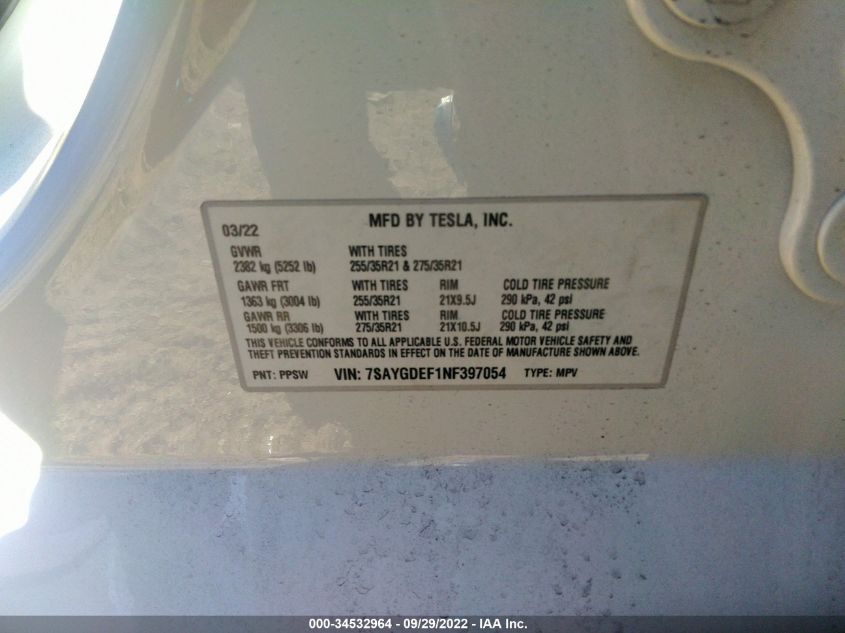 MFD BY TESLA, INC.
03/22
GVWR WITH TIRES
2382 kg (5252 lb) 255/35R21 & 275/35R21
GAWR FRT WITH TIRES RIM COLD TIRE PRESSURE
1363 kg (3004 lb) 255/35R21 21X9.5J 290 kPa, 42 psi
GAWR RR WITH TIRES RIM COLD TIRE PRESSURE
1500 kg (3306 lb) 275/35R21 21X10.5J 290 kPa, 42 psi
THIS VEHICLE CONFORMS TO ALL APPLICABLE U.S. FEDERAL MOTOR VEHICLE SAFETY AND
THEFT PREVENTION STANDARDS IN EFFECT ON THE DATE OF MANUFACTURE SHOWN ABOVE.
PNT: PPSW VIN: 7SAYGDEF1NF397054 TYPE: MPV
000-34532964 - 09/29/2022 - IAA Inc.